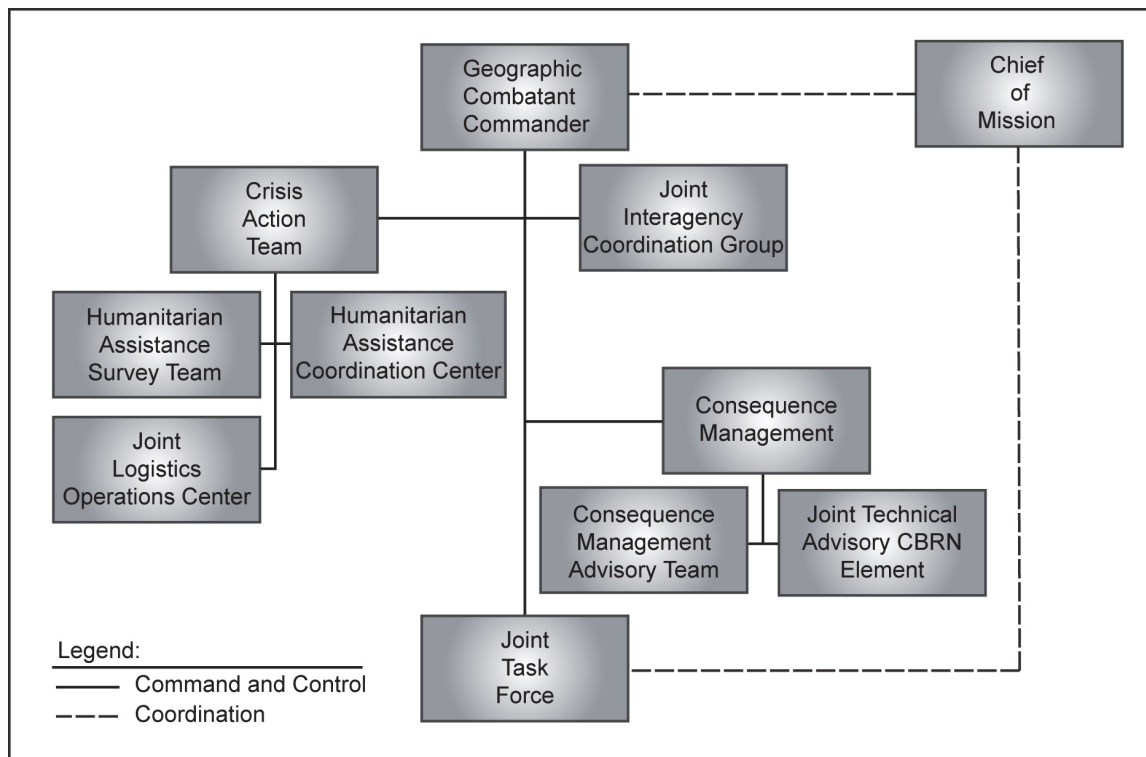 Geographic
Combatant
Commander
Chief
of
Mission
Crisis
Action
Team
Joint
Interagency
Coordination Group
Humanitarian
Assistance
Survey Team
Humanitarian
Assistance
Coordination Center
Joint
Logistics
Operations Center
Consequence
Management
Consequence
Management
Advisory Team
Joint Technical
Advisory CBRN
Element
Joint
Task
Force
Legend:
Command and Control
Coordination